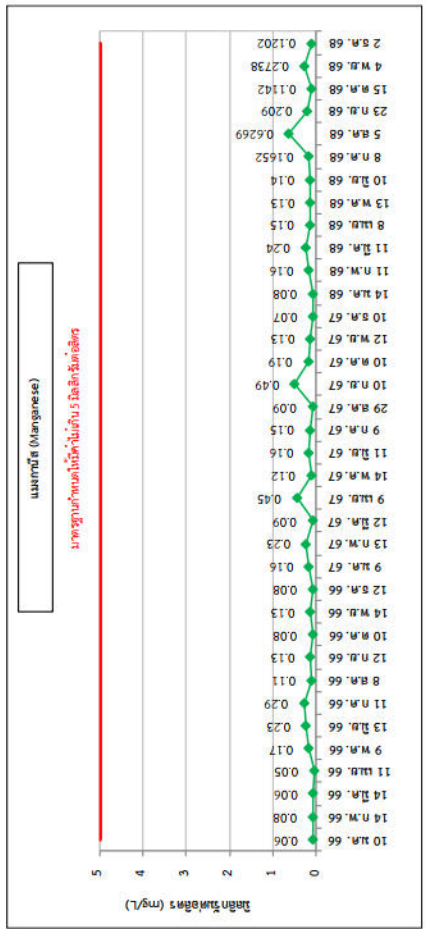 แมงกานีส (Manganese)
มาตรฐานกำหนดให้มีค่าไม่เกิน 5 มิลลิกรัมต่อลิตร
มิลลิกรัมต่อลิตร (mg/L)
5
4
3
2
1
0
0.06
0.08
0.06
0.05
0.17
0.23
0.29
0.11
0.13
0.08
0.13
0.08
0.16
0.23
0.09
0.45
0.12
0.16
0.15
0.09
0.49
0.19
0.13
0.07
0.08
0.16
0.24
0.15
0.13
0.14
0.1652
0.6269
0.209
0.1142
0.2738
0.1202
10 ม.ค. 66
14 ก.พ. 66
14 มี.ค. 66
11 เม.ย. 66
9 พ.ค. 66
13 มิ.ย. 66
11 ก.ค. 66
8 ส.ค. 66
12 ก.ย. 66
10 ต.ค. 66
14 พ.ย. 66
12 ธ.ค. 66
9 ม.ค. 67
13 ก.พ. 67
12 มี.ค. 67
9 เม.ย. 67
14 พ.ค. 67
11 มิ.ย. 67
9 ก.ค. 67
29 ส.ค. 67
10 ก.ย. 67
10 ต.ค. 67
12 พ.ย. 67
10 ธ.ค. 67
14 ม.ค. 68
11 ก.พ. 68
11 มี.ค. 68
8 เม.ย. 68
13 พ.ค. 68
10 มิ.ย. 68
8 ก.ค. 68
5 ส.ค. 68
23 ก.ย. 68
15 ต.ค. 68
4 พ.ย. 68
2 ธ.ค. 68